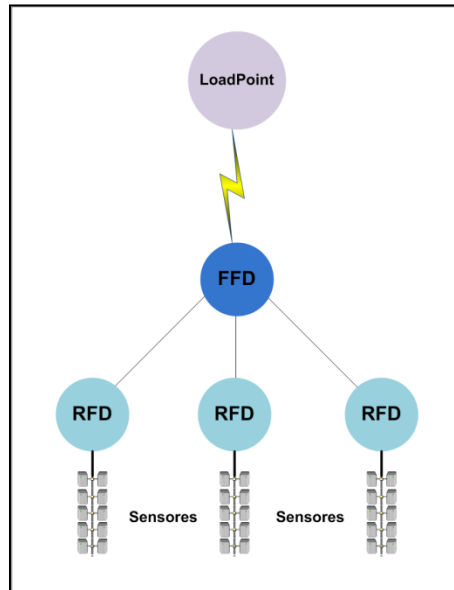 LoadPoint
FFD
RFD
RFD
RFD
Sensores
Sensores